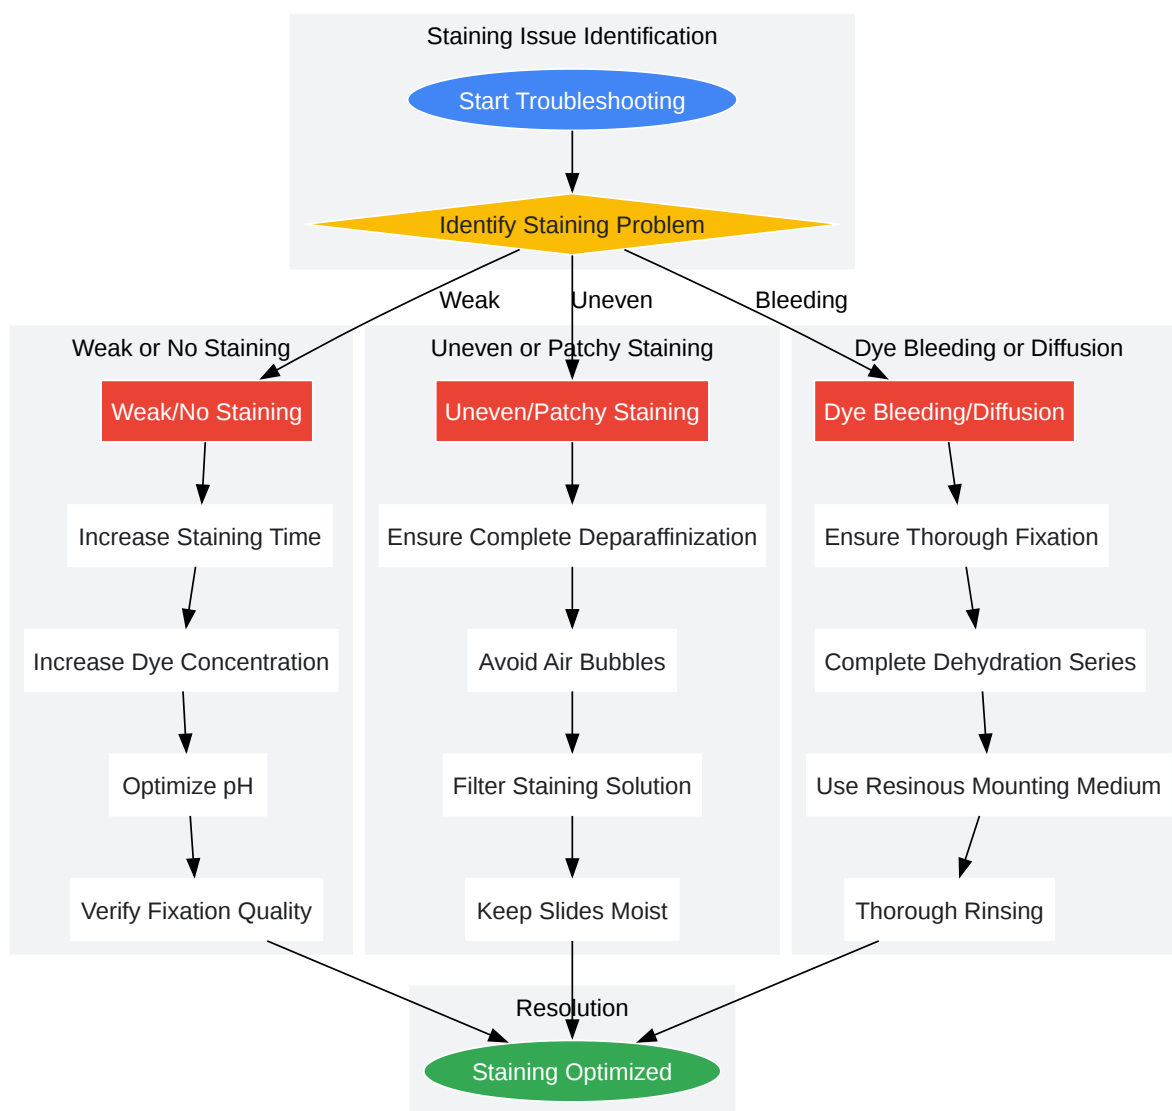 Staining Issue Identification
Start Troubleshooting
Identify Staining Problem
Weak
Uneven
Bleeding
Weak or No Staining
Weak/No Staining
Increase Staining Time
Increase Dye Concentration
Optimize pH
Verify Fixation Quality
Uneven or Patchy Staining
Uneven/Patchy Staining
Ensure Complete Deparaffinization
Avoid Air Bubbles
Filter Staining Solution
Keep Slides Moist
Dye Bleeding or Diffusion
Dye Bleeding/Diffusion
Ensure Thorough Fixation
Complete Dehydration Series
Use Resinous Mounting Medium
Thorough Rinsing
Resolution
Staining Optimized